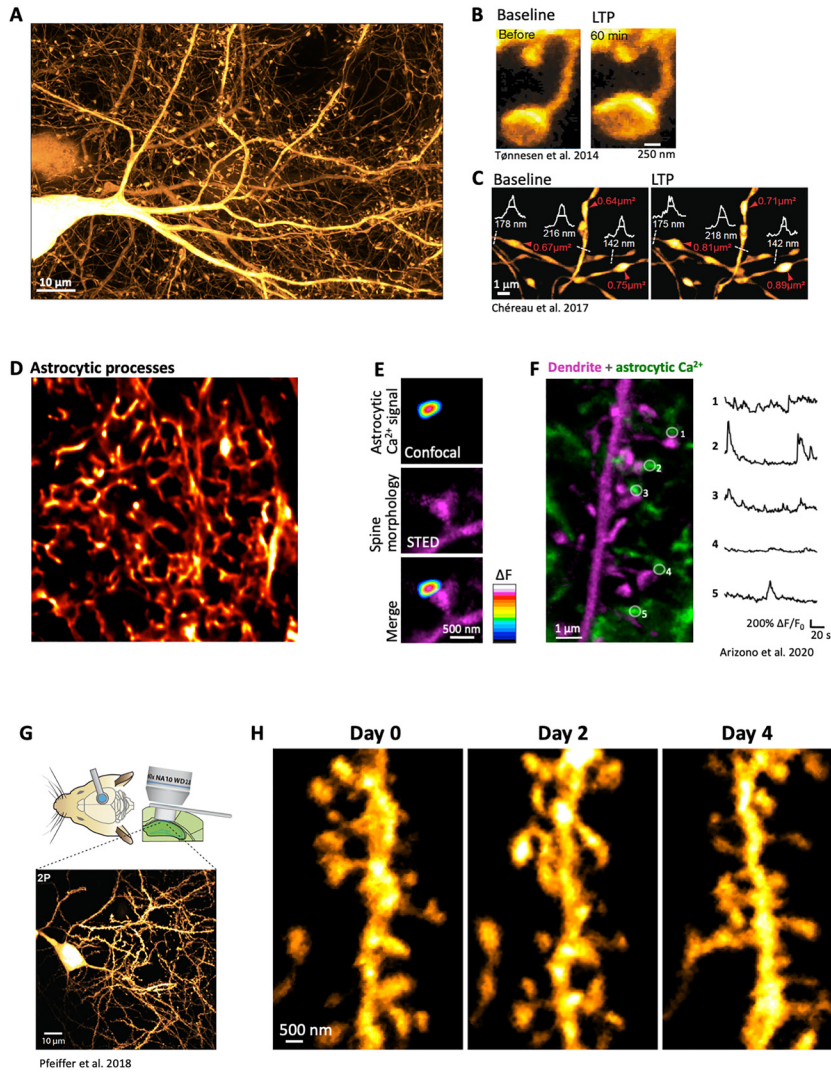 A
10 µm
B
Baseline
LTP
Before
60 min
Tønnesen et al. 2014
250 nm
C
Baseline
LTP
0.64µm²
178 nm
216 nm
142 nm
0.67µm²
0.75µm²
1 µm
0.71µm²
175 nm
218 nm
142 nm
0.81µm²
0.89µm²
Chéreau et al. 2017
D Astrocytic processes
E
Astrocytic
Ca²⁺ signal
Confocal
Spine
morphology
STED
Merge
500 nm
ΔF
F Dendrite + astrocytic Ca²⁺
1
2
3
4
5
1 µm
1
2
3
4
5
200% ΔF/F₀
20 s
Arizono et al. 2020
G
NA10 WD
2P
10 µm
Pfeiffer et al. 2018
H
Day 0
Day 2
Day 4
500 nm